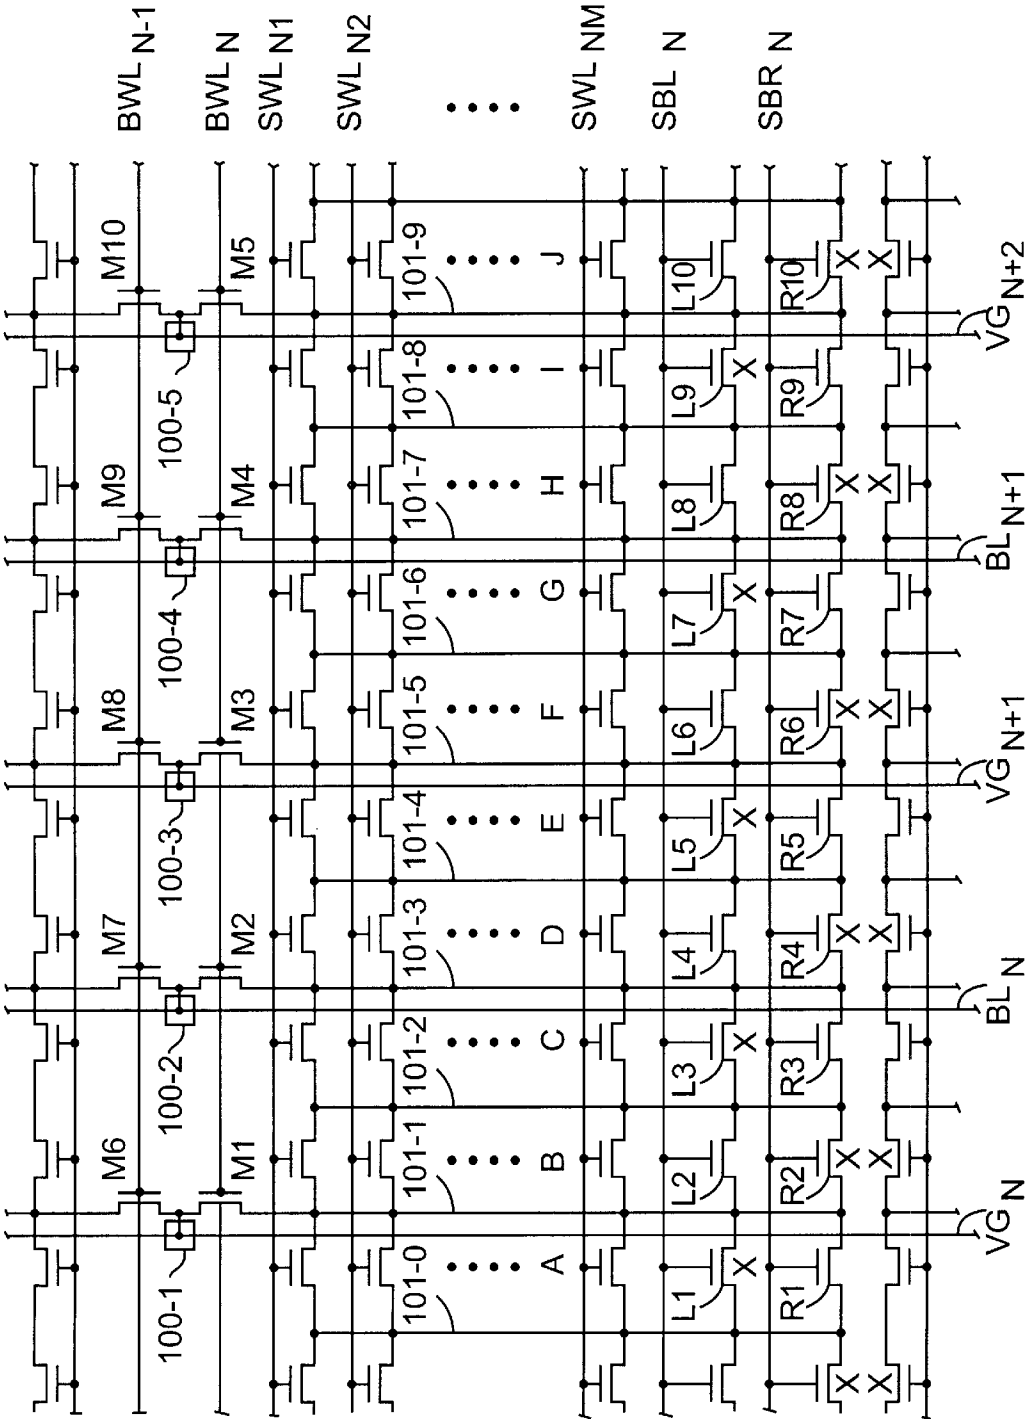 BWL N-1
BWL N
SWL N1
SWL N2
SWL NM
SBL N
SBR N
M10
M5
101-9
J
L10
R10
X X
VG N+2
100-5
101-8
I
L9
X
R9
M9
M4
101-7
H
L8
R8
X X
BL N+1
100-4
101-6
G
L7
X
R7
M8
M3
101-5
F
L6
R6
X X
VG N+1
100-3
101-4
E
L5
X
R5
M7
M2
101-3
D
L4
R4
X X
BL N
100-2
101-2
C
L3
X
R3
M6
M1
101-1
B
L2
R2
X X
VG N
100-1
101-0
A
L1
X
R1
X X